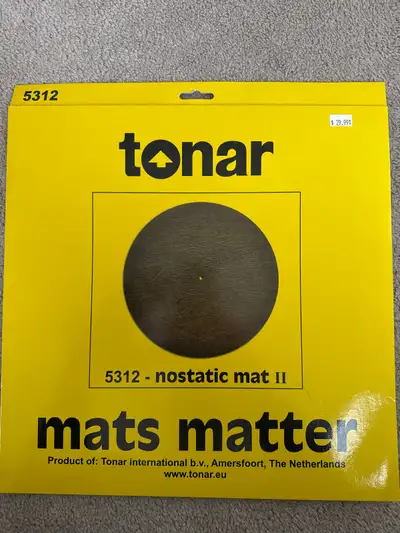 5312
$ 39.99
tonar
5312 - nostatic mat II
mats matter
Product of: Tonar international b.v., Amersfoort, The Netherlands
www.tonar.eu